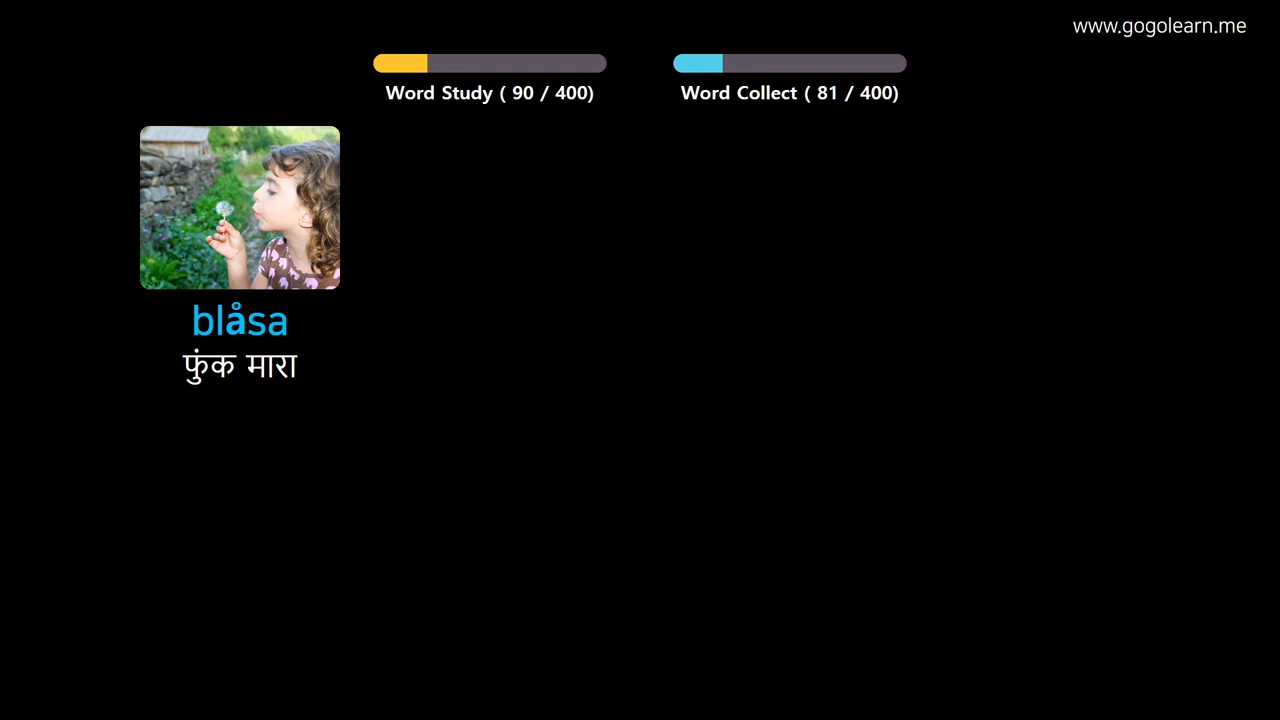 www.gogolearn.me
Word Study ( 90 / 400)
Word Collect ( 81 / 400)
blåsa
फुंक मारा